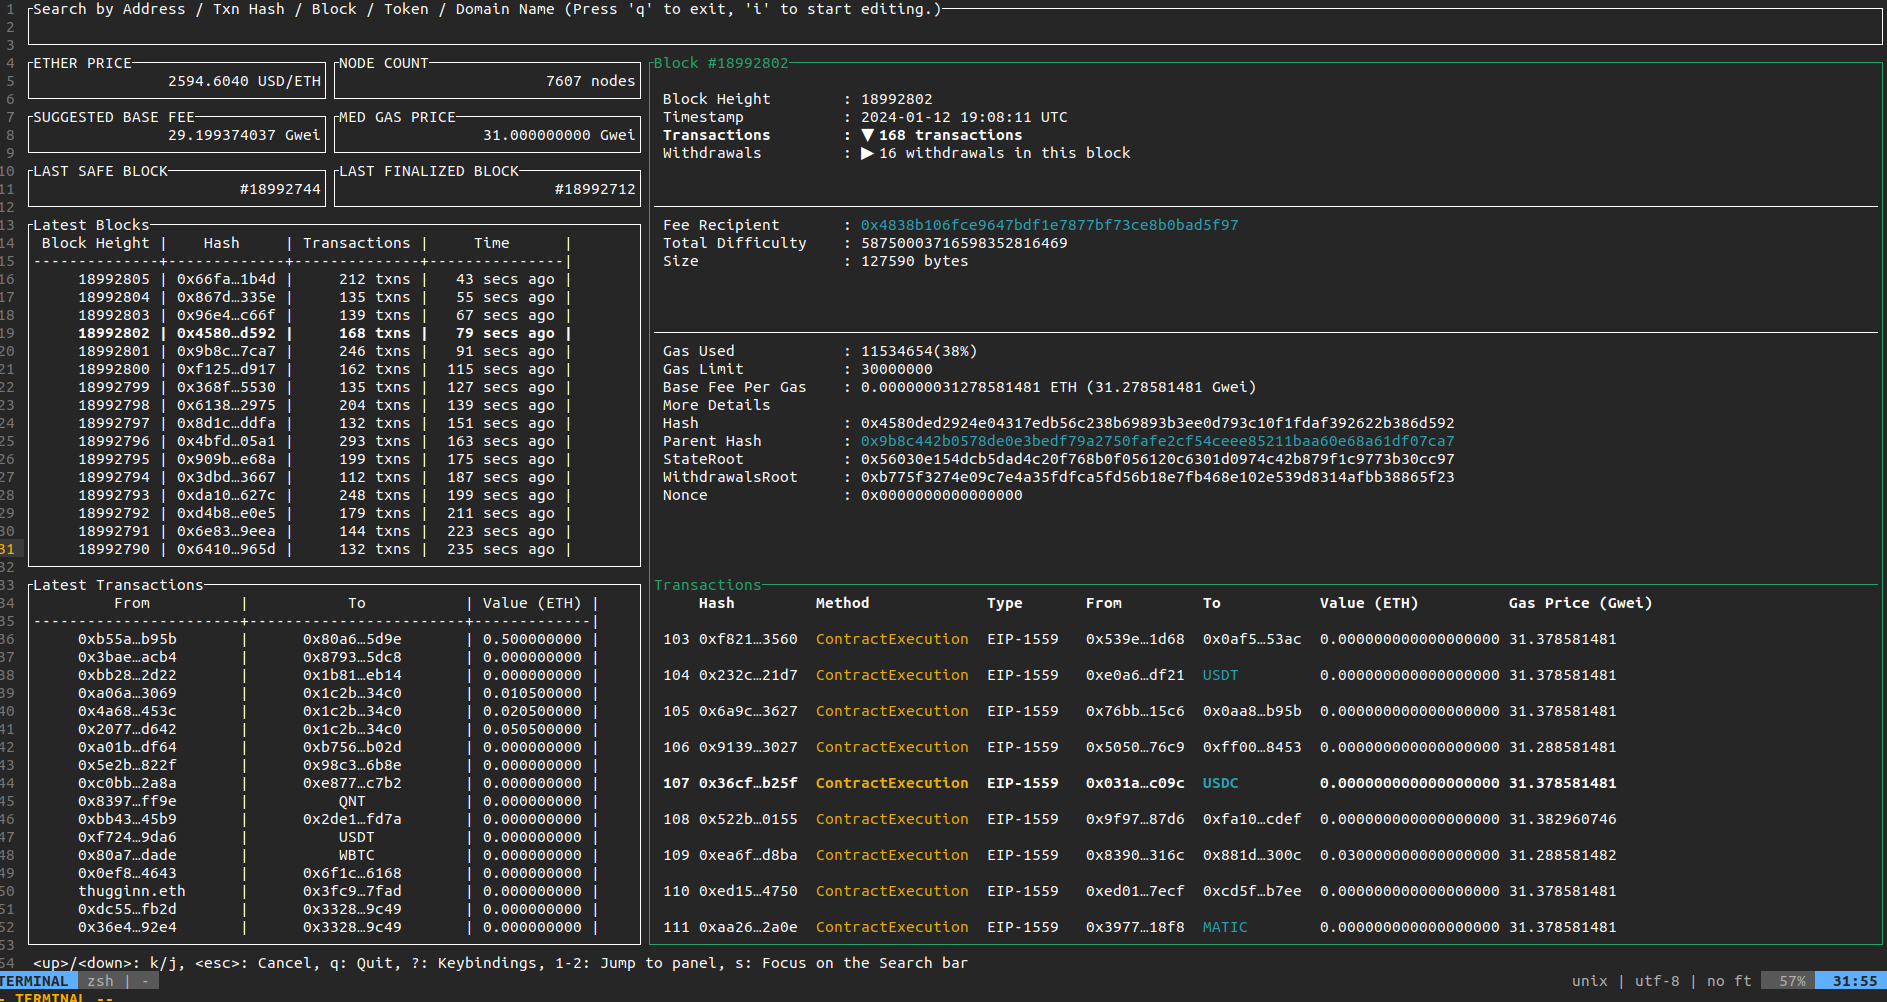 Search by Address / Txn Hash / Block / Token / Domain Name (Press 'q' to exit, 'i' to start editing.)
ETHER PRICE
2594.6040 USD/ETH
NODE COUNT
7607 nodes
SUGGESTED BASE FEE
29.199374037 Gwei
MED GAS PRICE
31.000000000 Gwei
LAST SAFE BLOCK
#18992744
LAST FINALIZED BLOCK
#18992712
Latest Blocks
Block Height | Hash | Transactions | Time |
--------------+-------------+--------------+---------------|
18992805 | 0x66fa…1b4d | 212 txns | 43 secs ago |
18992804 | 0x867d…335e | 135 txns | 55 secs ago |
18992803 | 0x96e4…c66f | 139 txns | 67 secs ago |
18992802 | 0x4580…d592 | 168 txns | 79 secs ago |
18992801 | 0x9b8c…7ca7 | 246 txns | 91 secs ago |
18992800 | 0xf125…d917 | 162 txns | 115 secs ago |
18992799 | 0x368f…5530 | 135 txns | 127 secs ago |
18992798 | 0x6138…2975 | 204 txns | 139 secs ago |
18992797 | 0x8d1c…ddfa | 132 txns | 151 secs ago |
18992796 | 0x4bfd…05a1 | 293 txns | 163 secs ago |
18992795 | 0x909b…e68a | 199 txns | 175 secs ago |
18992794 | 0x3dbd…3667 | 112 txns | 187 secs ago |
18992793 | 0xda10…627c | 248 txns | 199 secs ago |
18992792 | 0xd4b8…e0e5 | 179 txns | 211 secs ago |
18992791 | 0x6e83…9eea | 144 txns | 223 secs ago |
18992790 | 0x6410…965d | 132 txns | 235 secs ago |
Latest Transactions
From | To | Value (ETH) |
-----------------------+------------------------+-------------|
0xb55a…b95b | 0x80a6…5d9e | 0.500000000 |
0x3bae…acb4 | 0x8793…5dc8 | 0.000000000 |
0xbb28…2d22 | 0x1b81…eb14 | 0.000000000 |
0xa06a…3069 | 0x1c2b…34c0 | 0.010500000 |
0x4a68…453c | 0x1c2b…34c0 | 0.020500000 |
0x2077…d642 | 0x1c2b…34c0 | 0.050500000 |
0xa01b…df64 | 0xb756…b02d | 0.000000000 |
0x5e2b…822f | 0x98c3…6b8e | 0.000000000 |
0xc0bb…2a8a | 0xe877…c7b2 | 0.000000000 |
0x8397…ff9e | QNT | 0.000000000 |
0xbb43…45b9 | 0x2de1…fd7a | 0.000000000 |
0xf724…9da6 | USDT | 0.000000000 |
0x80a7…dade | WBTC | 0.000000000 |
0x0ef8…4643 | 0x6f1c…6168 | 0.000000000 |
thugginn.eth | 0x3fc9…7fad | 0.000000000 |
0xdc55…fb2d | 0x3328…9c49 | 0.000000000 |
0x36e4…92e4 | 0x3328…9c49 | 0.000000000 |
Block #18992802
Block Height : 18992802
Timestamp : 2024-01-12 19:08:11 UTC
Transactions : ▼ 168 transactions
Withdrawals : ▶ 16 withdrawals in this block
Fee Recipient : 0x4838b106fce9647bdf1e7877bf73ce8b0bad5f97
Total Difficulty : 58750003716598352816469
Size : 127590 bytes
Gas Used : 11534654(38%)
Gas Limit : 30000000
Base Fee Per Gas : 0.000000031278581481 ETH (31.278581481 Gwei)
More Details
Hash : 0x4580ded2924e04317edb56c238b69893b3ee0d793c10f1fdaf392622b386d592
Parent Hash : 0x9b8c442b0578de0e3bedf79a2750fafe2cf54ceee85211baa60e68a61df07ca7
StateRoot : 0x56030e154dcb5dad4c20f768b0f056120c6301d0974c42b879f1c9773b30cc97
WithdrawalsRoot : 0xb775f3274e09c7e4a35fdfca5fd56b18e7fb468e102e539d8314afbb38865f23
Nonce : 0x0000000000000000
Transactions
Hash Method Type From To Value (ETH) Gas Price (Gwei)
103 0xf821…3560 ContractExecution EIP-1559 0x539e…1d68 0x0af5…53ac 0.000000000000000000 31.378581481
104 0x232c…21d7 ContractExecution EIP-1559 0xe0a6…df21 USDT 0.000000000000000000 31.378581481
105 0x6a9c…3627 ContractExecution EIP-1559 0x76bb…15c6 0x0aa8…b95b 0.000000000000000000 31.378581481
106 0x9139…3027 ContractExecution EIP-1559 0x5050…76c9 0xff00…8453 0.000000000000000000 31.288581481
107 0x36cf…b25f ContractExecution EIP-1559 0x031a…c09c USDC 0.000000000000000000 31.378581481
108 0x522b…0155 ContractExecution EIP-1559 0x9f97…87d6 0xfa10…cdef 0.000000000000000000 31.382960746
109 0xea6f…d8ba ContractExecution EIP-1559 0x8390…316c 0x881d…300c 0.030000000000000000 31.288581482
110 0xed15…4750 ContractExecution EIP-1559 0xed01…7ecf 0xcd5f…b7ee 0.000000000000000000 31.378581481
111 0xaa26…2a0e ContractExecution EIP-1559 0x3977…18f8 MATIC 0.000000000000000000 31.378581481
<up>/<down>: k/j, <esc>: Cancel, q: Quit, ?: Keybindings, 1-2: Jump to panel, s: Focus on the Search bar
TERMINAL zsh | - unix | utf-8 | no ft 57% 31:55
- TERMINAL --